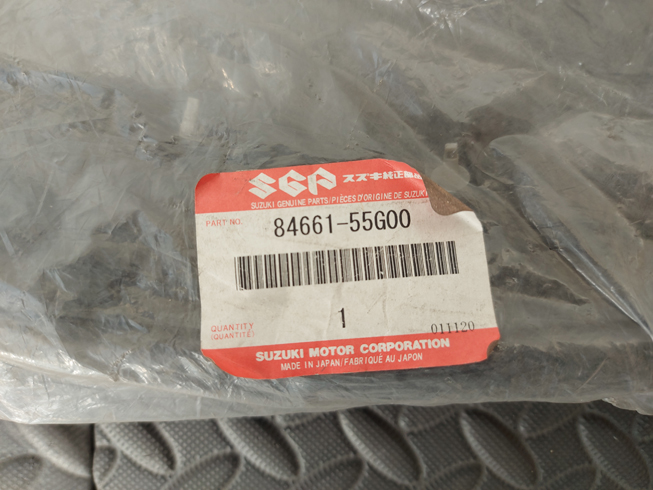 SGP スズキ純正部品
SUZUKI GENUINE PARTS/PIÈCES D'ORIGINE DE SUZUKI
PART NO. 84661-55G00
1
QUANTITY
(QUANTITÉ)
011120
SUZUKI MOTOR CORPORATION
MADE IN JAPAN/FABRIQUÉ AU JAPON